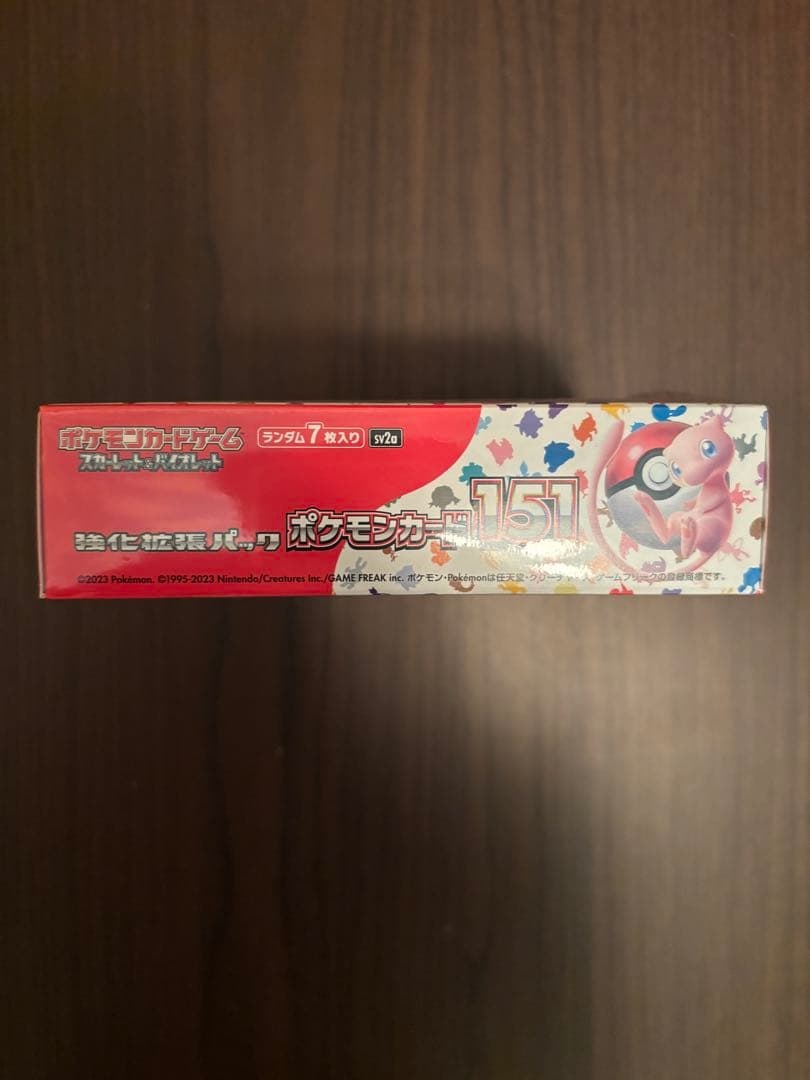 ポケモンカードゲーム
スカーレット&バイオレット
ランダム7枚入り
sv2a
強化拡張パック ポケモンカード151
©2023 Pokémon. ©1995-2023 Nintendo/Creatures Inc./GAME FREAK inc. ポケモン・Pokémonは任天堂・クリーチャーズ・ゲームフリークの登録商標です。